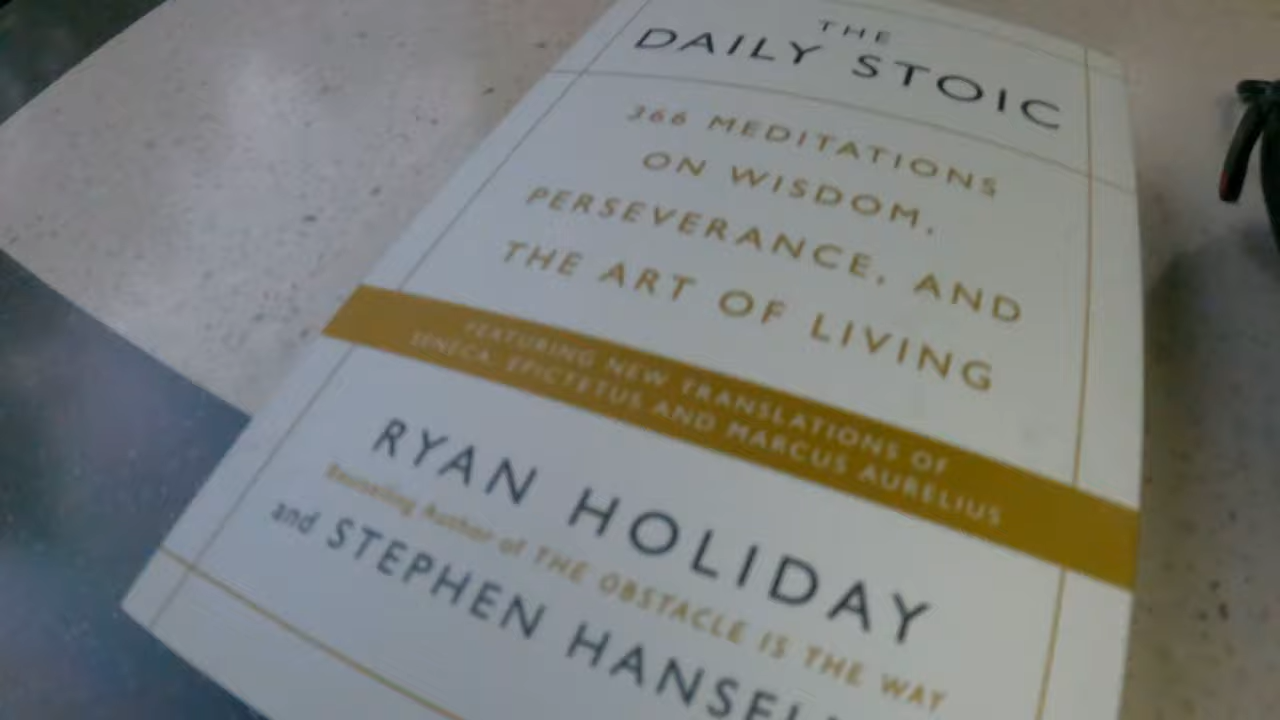 THE
DAILY STOIC
366 MEDITATIONS
ON WISDOM,
PERSEVERANCE, AND
THE ART OF LIVING
FEATURING NEW TRANSLATIONS OF
SENECA, EPICTETUS AND MARCUS AURELIUS
RYAN HOLIDAY
Bestselling Author of THE OBSTACLE IS THE WAY
and STEPHEN